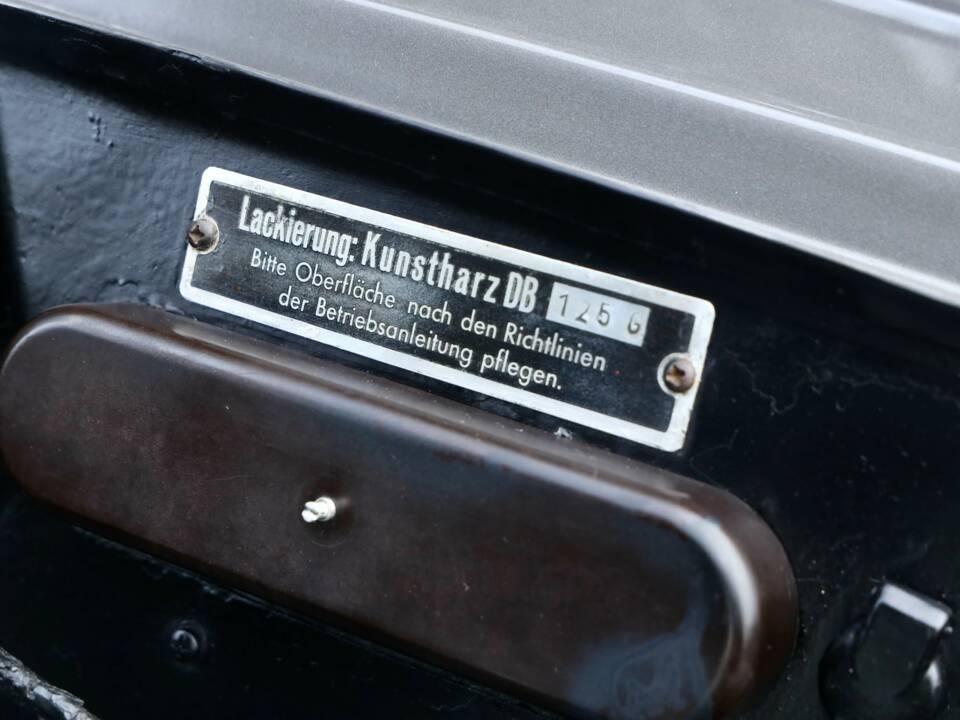 Lackierung: Kunstharz DB 125 G
Bitte Oberfläche nach den Richtlinien
der Betriebsanleitung pflegen.